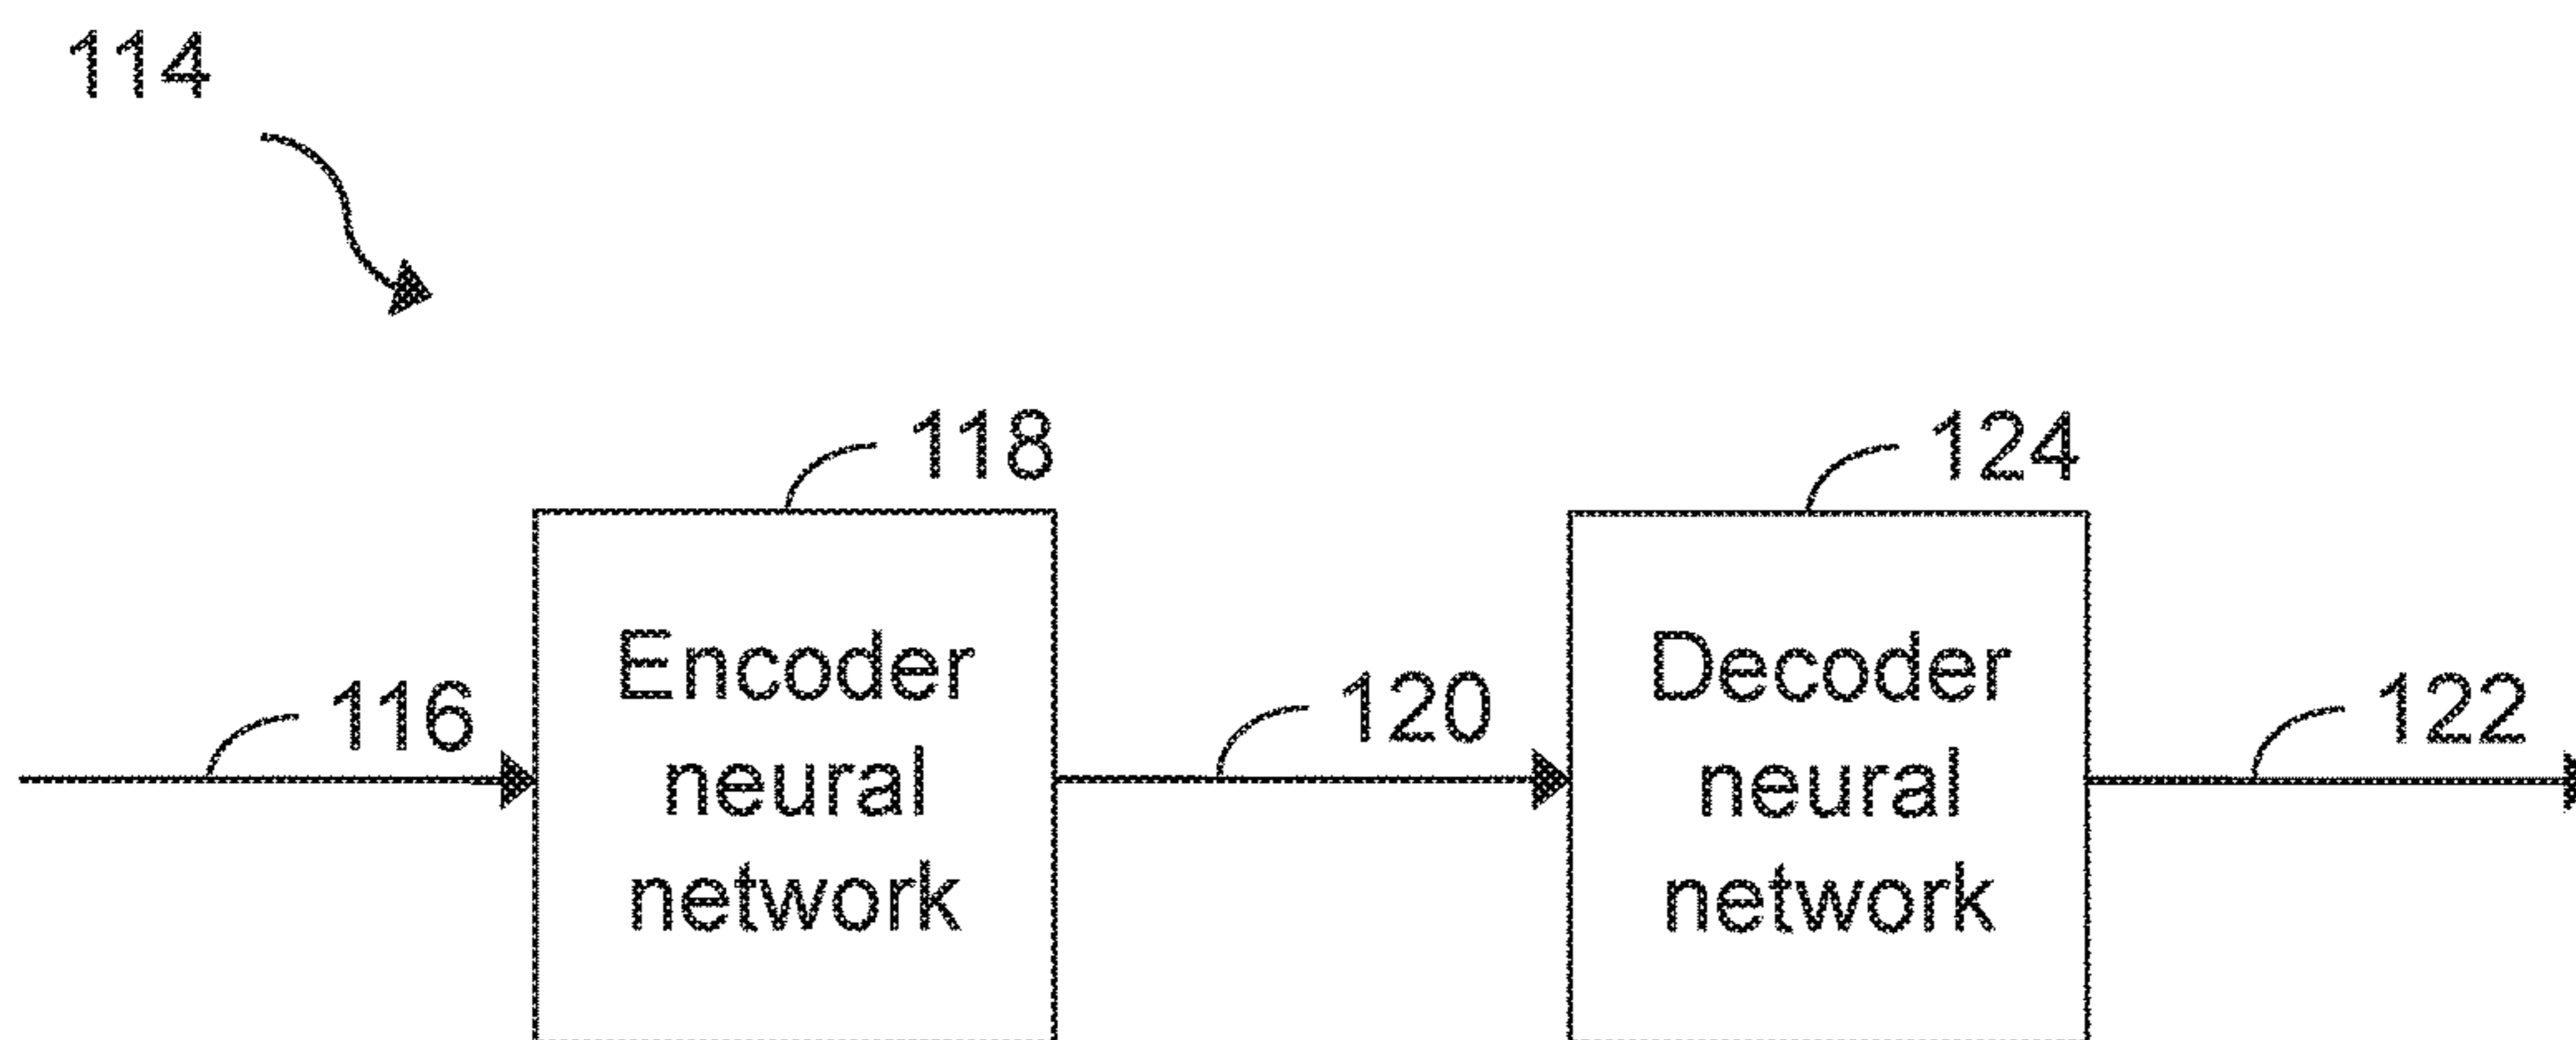 114
118
124
116
Encoder
neural
network
120
Decoder
neural
network
122